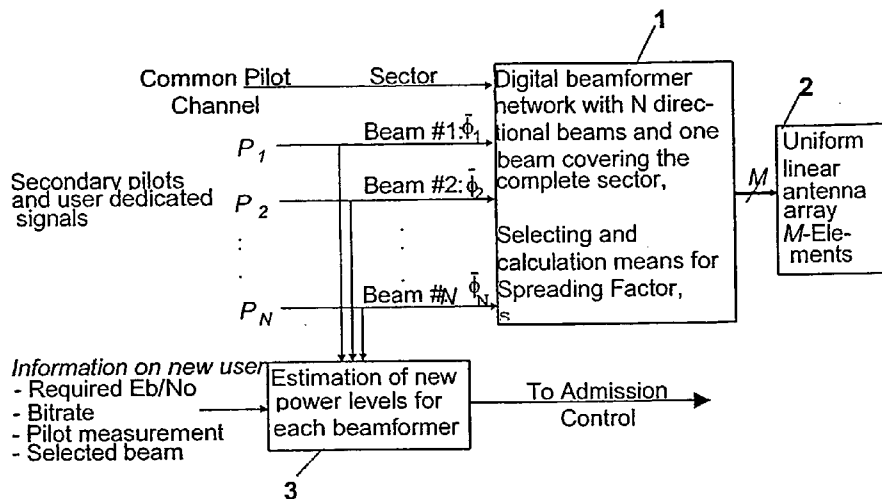 1
Common Pilot
Channel
Sector
Digital beamformer
network with N direc-
tional beams and one
beam covering the
complete sector,
Selecting and
calculation means for
Spreading Factor,
s
2
Uniform
linear
antenna
array
M-Ele-
ments
M
P1
Beam #1: ϕ̄1
Secondary pilots
and user dedicated
signals
P2
Beam #2: ϕ̄2
PN
Beam #N ϕ̄N
Information on new user
- Required Eb/No
- Bitrate
- Pilot measurement
- Selected beam
Estimation of new
power levels for
each beamformer
To Admission
Control
3